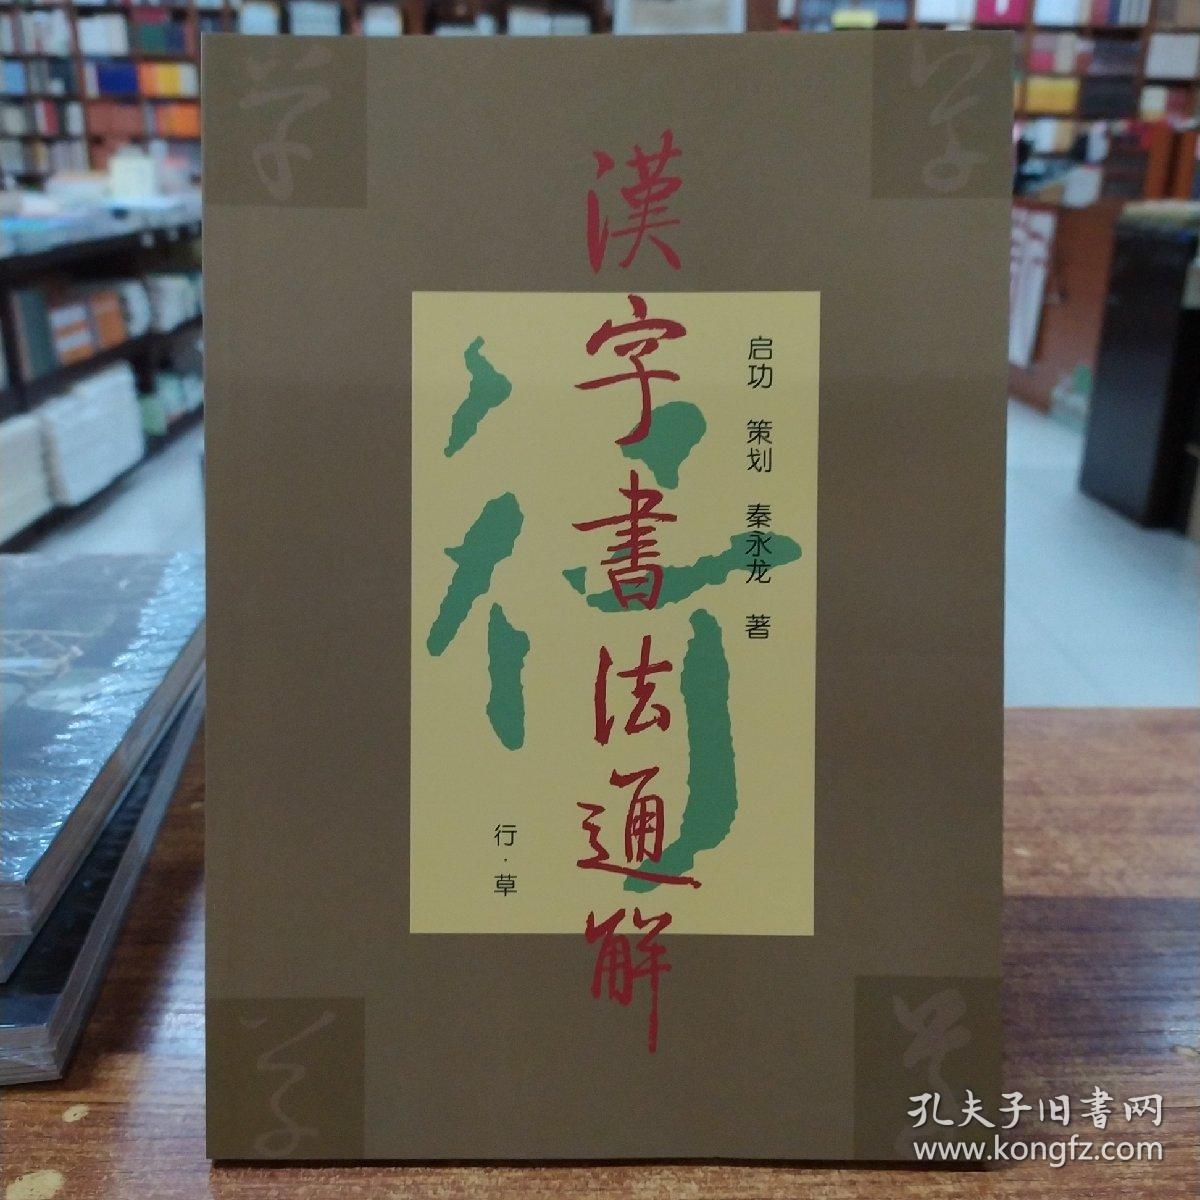 漢字書法通解
启功 策划 秦永龙 著
行·草
孔夫子旧書网
www.kongfz.com